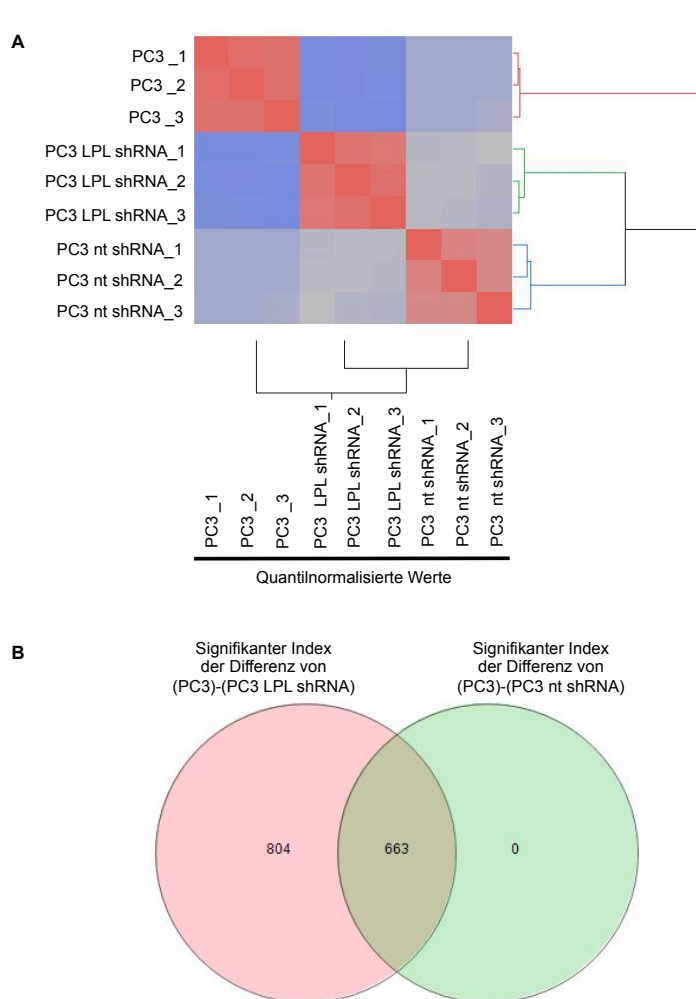 A
PC3 _1
PC3 _2
PC3 _3
PC3 LPL shRNA_1
PC3 LPL shRNA_2
PC3 LPL shRNA_3
PC3 nt shRNA_1
PC3 nt shRNA_2
PC3 nt shRNA_3
PC3 _1
PC3 _2
PC3 _3
PC3 LPL shRNA_1
PC3 LPL shRNA_2
PC3 LPL shRNA_3
PC3 nt shRNA_1
PC3 nt shRNA_2
PC3 nt shRNA_3
Quantilnormalisierte Werte
B
Signifikanter Index
der Differenz von
(PC3)-(PC3 LPL shRNA)
Signifikanter Index
der Differenz von
(PC3)-(PC3 nt shRNA)
804
663
0